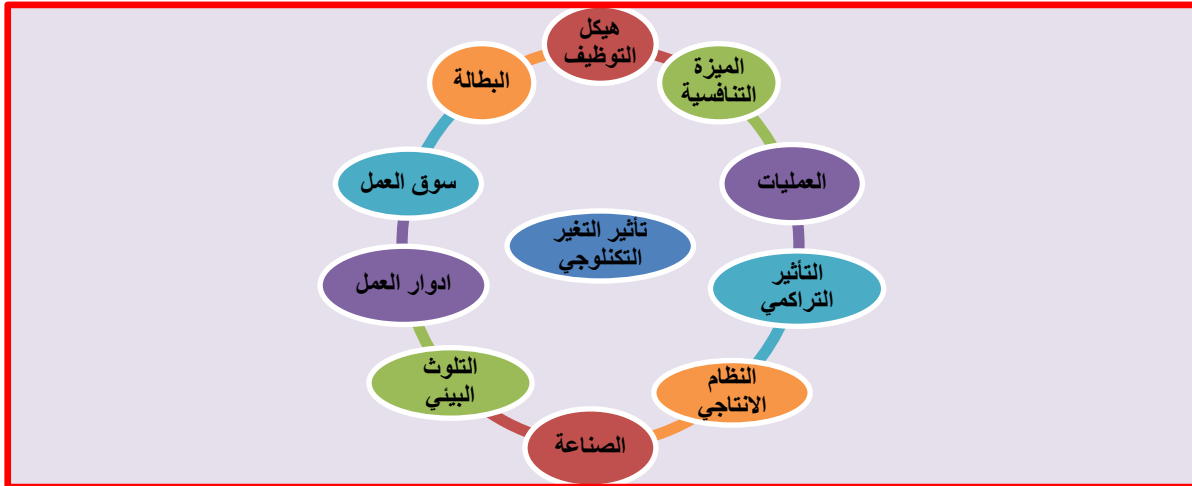 هيكل
التوظيف
الميزة
التنافسية
العمليات
التأثير
التراكمي
النظام
الانتاجي
الصناعة
التلوث
البيئي
ادوار العمل
سوق العمل
البطالة
تأثير التغير
التكنلوجي